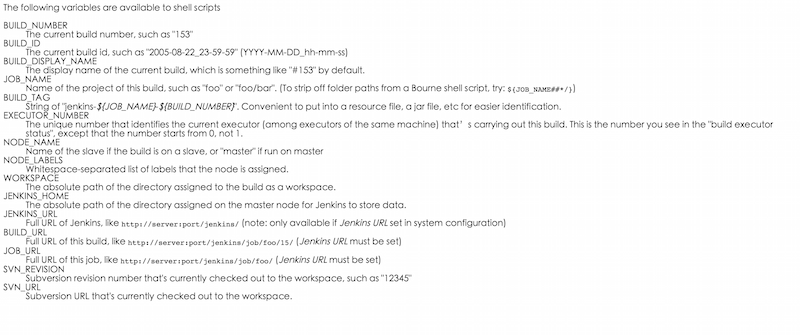 The following variables are available to shell scripts
BUILD_NUMBER
The current build number, such as "153"
BUILD_ID
The current build id, such as "2005-08-22_23-59-59" (YYYY-MM-DD_hh-mm-ss)
BUILD_DISPLAY_NAME
The display name of the current build, which is something like "#153" by default.
JOB_NAME
Name of the project of this build, such as "foo" or "foo/bar". (To strip off folder paths from a Bourne shell script, try: ${JOB_NAME##*/})
BUILD_TAG
String of "jenkins-${JOB_NAME}-${BUILD_NUMBER}". Convenient to put into a resource file, a jar file, etc for easier identification.
EXECUTOR_NUMBER
The unique number that identifies the current executor (among executors of the same machine) that’s carrying out this build. This is the number you see in the "build executor
status", except that the number starts from 0, not 1.
NODE_NAME
Name of the slave if the build is on a slave, or "master" if run on master
NODE_LABELS
Whitespace-separated list of labels that the node is assigned.
WORKSPACE
The absolute path of the directory assigned to the build as a workspace.
JENKINS_HOME
The absolute path of the directory assigned on the master node for Jenkins to store data.
JENKINS_URL
Full URL of Jenkins, like http://server:port/jenkins/ (note: only available if Jenkins URL set in system configuration)
BUILD_URL
Full URL of this build, like http://server:port/jenkins/job/foo/15/ (Jenkins URL must be set)
JOB_URL
Full URL of this job, like http://server:port/jenkins/job/foo/ (Jenkins URL must be set)
SVN_REVISION
Subversion revision number that's currently checked out to the workspace, such as "12345"
SVN_URL
Subversion URL that's currently checked out to the workspace.